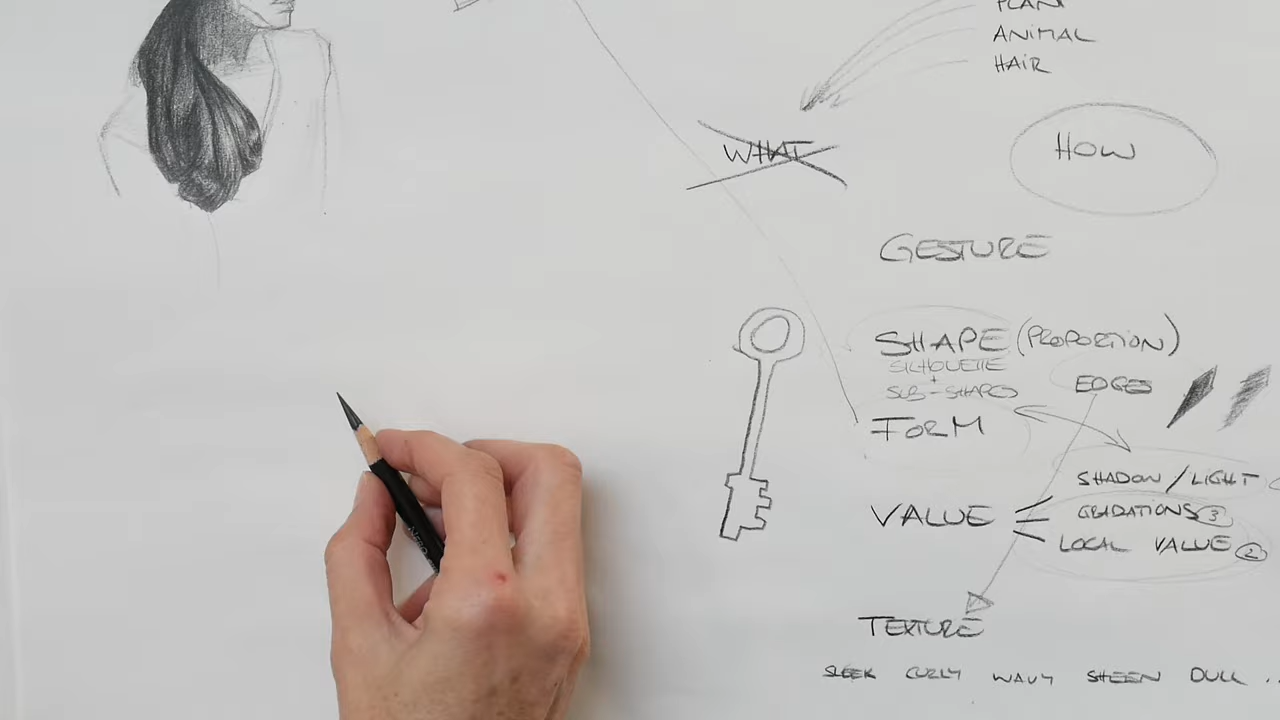 PLANT
ANIMAL
HAIR
WHAT
HOW
GESTURE
SHAPE (PROPORTION)
SILHOUETTE
+
SUB-SHAPES
EDGES
FORM
SHADOW/LIGHT
VALUE
GRADATIONS 3
LOCAL VALUE 2
TEXTURE
SLEEK CURLY WAVY SHEEN DULL ..